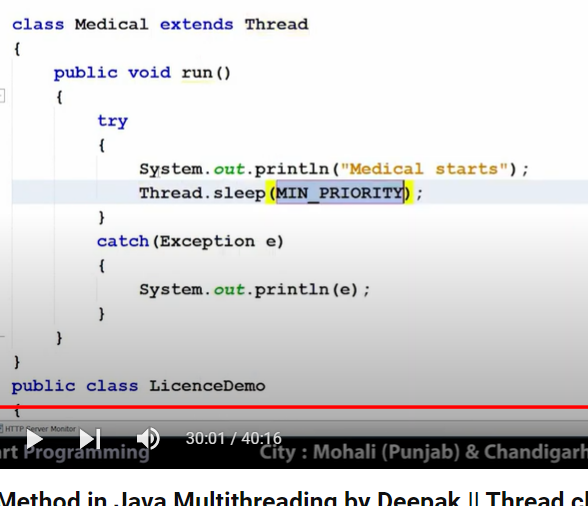 class Medical extends Thread
{
public void run()
{
try
{
System.out.println("Medical starts");
Thread.sleep(MIN_PRIORITY);
}
catch(Exception e)
{
System.out.println(e);
}
}
}
public class LicenceDemo
{
HTTP Server Monitor
30:01 / 40:16
rt Programming
City : Mohali (Punjab) & Chandigarh
Method in Java Multithreading by Deepak || Thread cl